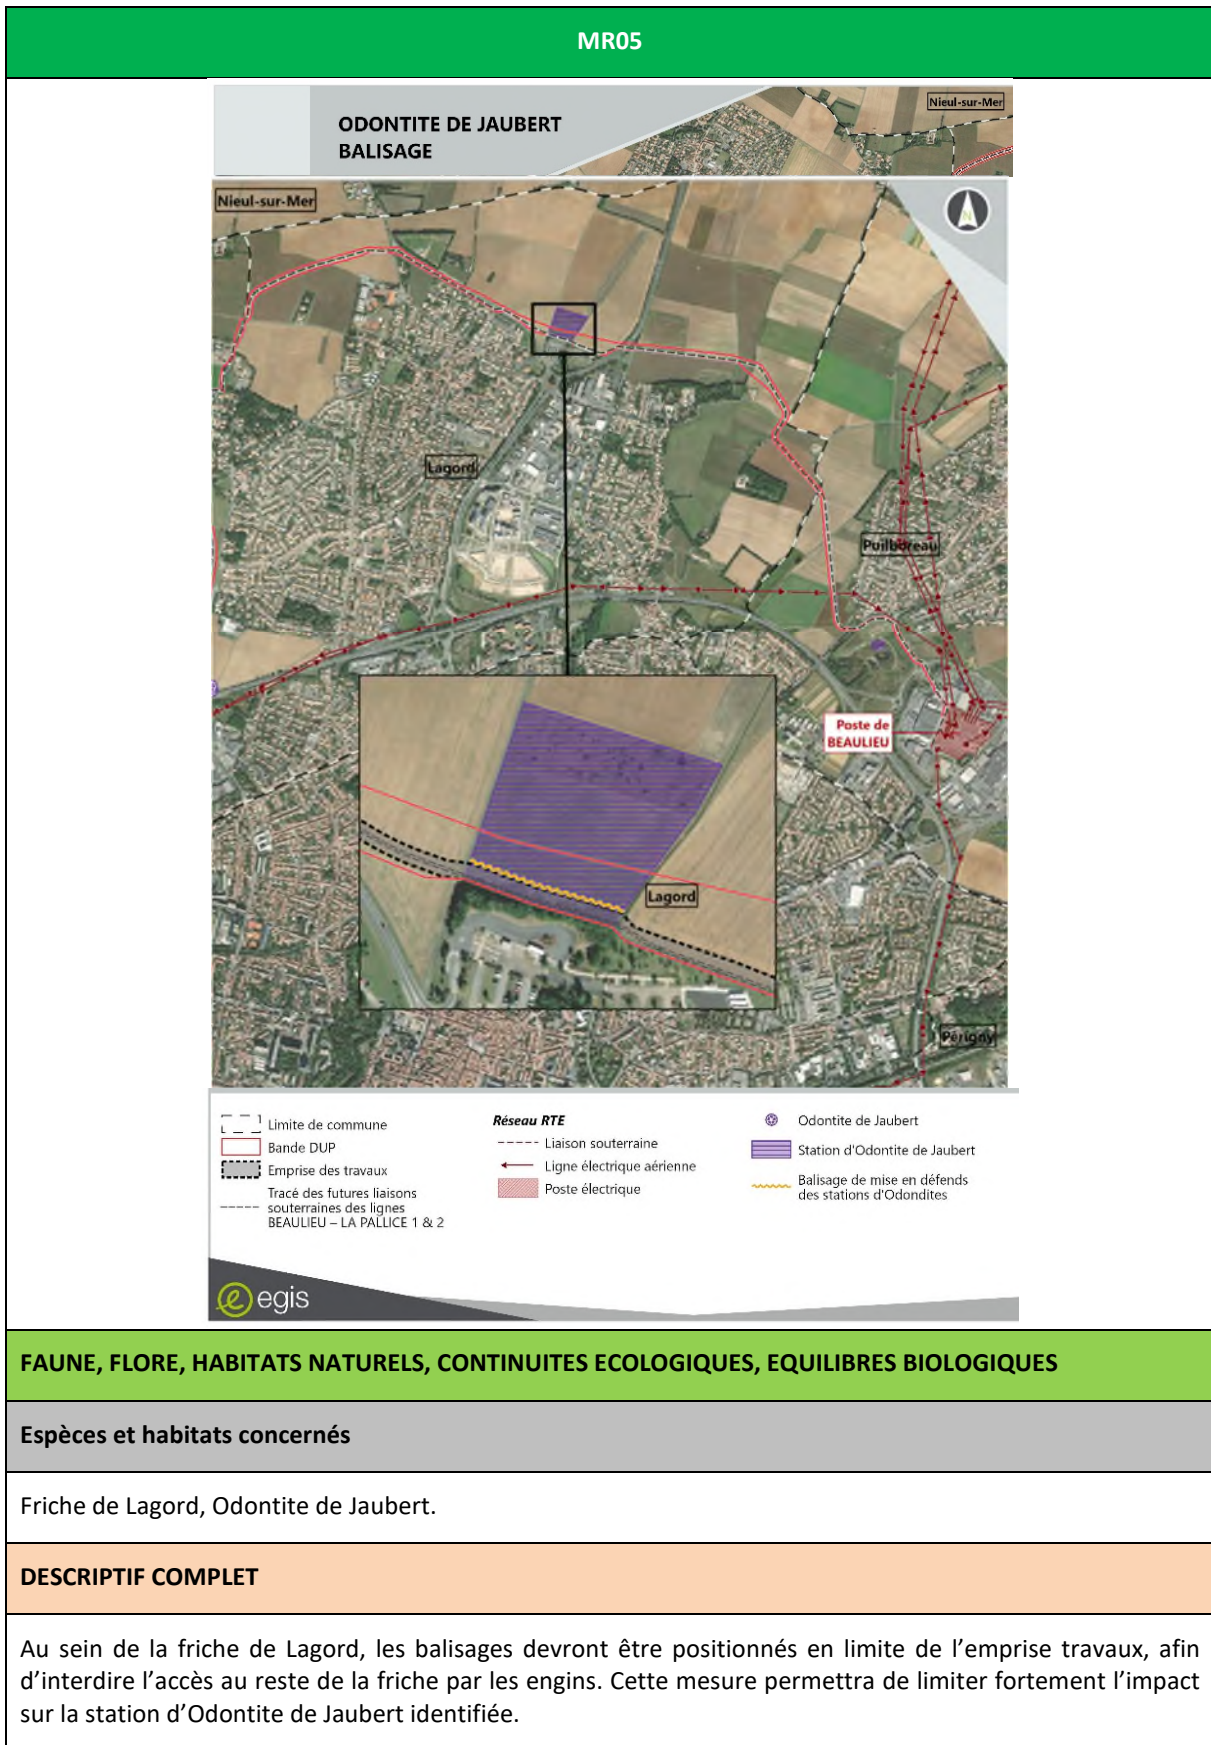 MR05
ODONTITE DE JAUBERT
BALISAGE
Nieul-sur-Mer
Nieul-sur-Mer
N
Lagord
Puilboreau
Poste de
BEAULIEU
Lagord
Périgny
Limite de commune
Bande DUP
Emprise des travaux
Tracé des futures liaisons
souterraines des lignes
BEAULIEU – LA PALLICE 1 & 2
Réseau RTE
Liaison souterraine
Ligne électrique aérienne
Poste électrique
Odontite de Jaubert
Station d'Odontite de Jaubert
Balisage de mise en défends
des stations d'Odondites
egis
FAUNE, FLORE, HABITATS NATURELS, CONTINUITES ECOLOGIQUES, EQUILIBRES BIOLOGIQUES
Espèces et habitats concernés
Friche de Lagord, Odontite de Jaubert.
DESCRIPTIF COMPLET
Au sein de la friche de Lagord, les balisages devront être positionnés en limite de l'emprise travaux, afin
d'interdire l'accès au reste de la friche par les engins. Cette mesure permettra de limiter fortement l'impact
sur la station d'Odontite de Jaubert identifiée.